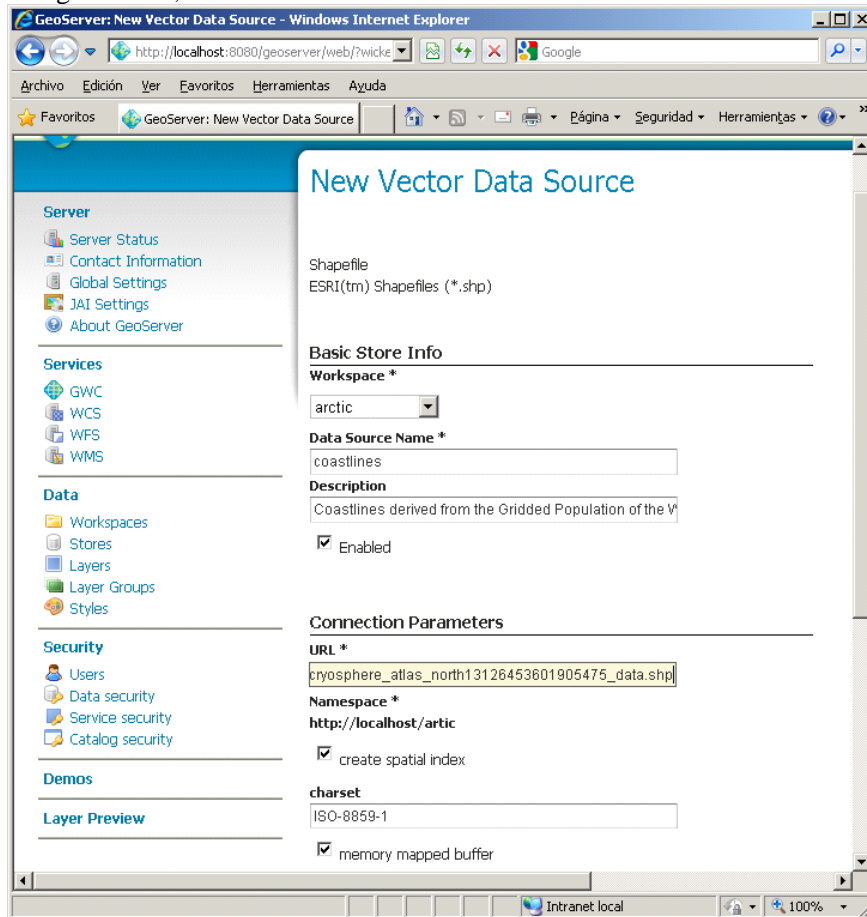 GeoServer: New Vector Data Source - Windows Internet Explorer
http://localhost:8080/geoserver/web/?wicke
Google
Archivo Edición Ver Favoritos Herramientas Ayuda
Favoritos GeoServer: New Vector Data Source Página Seguridad Herramientas »
New Vector Data Source
Server
Server Status
Contact Information
Global Settings
JAI Settings
About GeoServer
Services
GWC
WCS
WFS
WMS
Data
Workspaces
Stores
Layers
Layer Groups
Styles
Security
Users
Data security
Service security
Catalog security
Demos
Layer Preview
Shapefile
ESRI(tm) Shapefiles (*.shp)
Basic Store Info
Workspace *
arctic
Data Source Name *
coastlines
Description
Coastlines derived from the Gridded Population of the
Enabled
Connection Parameters
URL *
cryosphere_atlas_north13126453601905475_data.shp
Namespace *
http://localhost/artic
create spatial index
charset
ISO-8859-1
memory mapped buffer
Intranet local 100%